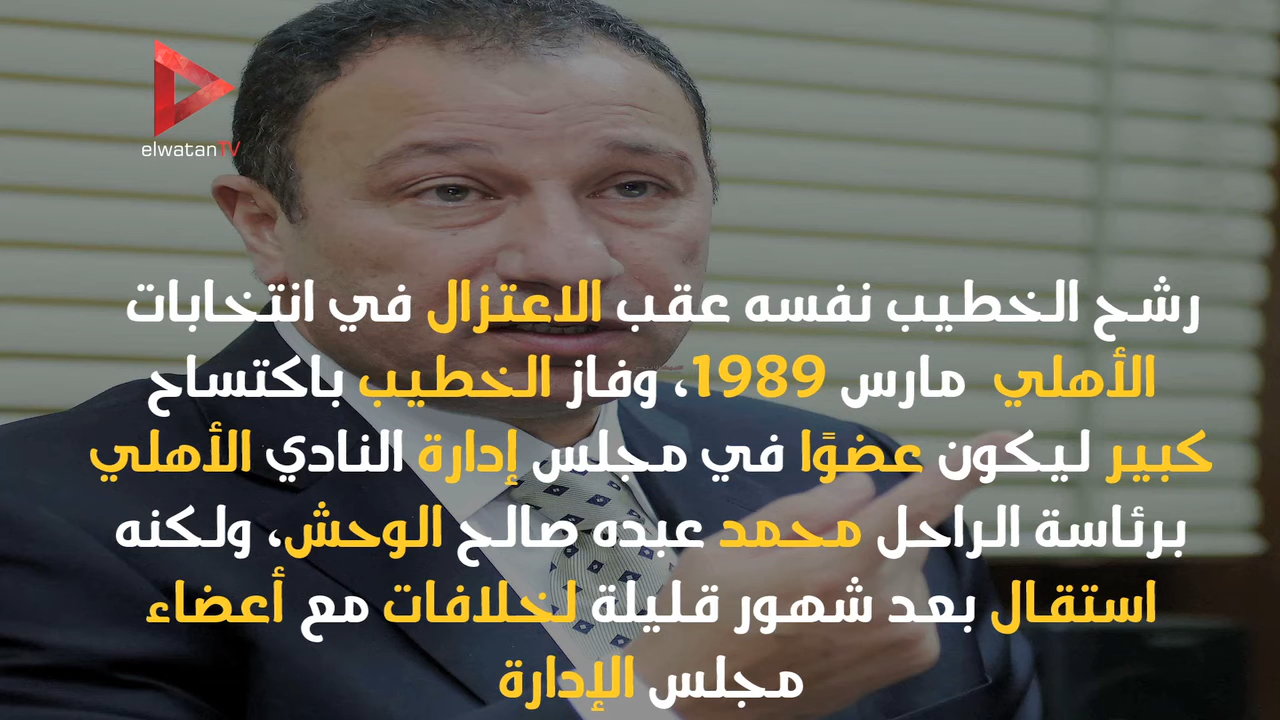 elwatanTV
رشح الخطيب نفسه عقب الاعتزال في انتخابات
الأهلي مارس 1989، وفاز الخطيب باكتساح
كبير ليكون عضوًا في مجلس إدارة النادي الأهلي
برئاسة الراحل محمد عبده صالح الوحش، ولكنه
استقال بعد شهور قليلة لخلافات مع أعضاء
مجلس الإدارة